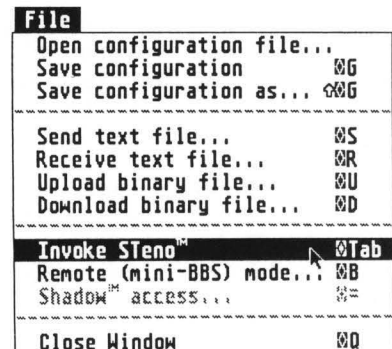 File
Open configuration file...
Save configuration ◊G
Save configuration as... ⇧◊G
Send text file... ◊S
Receive text file... ◊R
Upload binary file... ◊U
Download binary file... ◊D
Invoke STeno™ ◊Tab
Remote (mini-BBS) mode... ◊B
Shadow™ access... ◊=
Close Window ◊Q